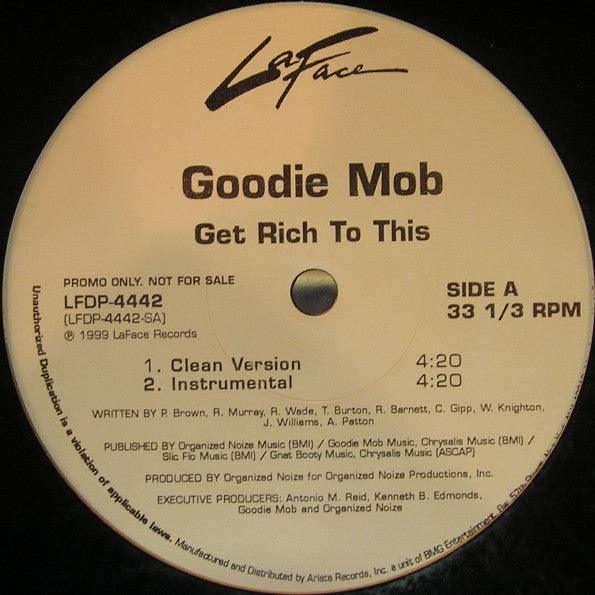 LaFace
Goodie Mob
Get Rich To This
PROMO ONLY. NOT FOR SALE
LFDP-4442
(LFDP-4442-SA)
℗ 1999 LaFace Records
SIDE A
33 1/3 RPM
1. Clean Version 4:20
2. Instrumental 4:20
WRITTEN BY P. Brown, R. Murray, R. Wade, T. Burton, R. Barnett, C. Gipp, W. Knighton,
J. Williams, A. Patton
PUBLISHED BY Organized Noize Music (BMI) / Goodie Mob Music, Chrysalis Music (BMI) /
Slic Flo Music (BMI) / Gnat Booty Music, Chrysalis Music (ASCAP)
PRODUCED BY Organized Noize for Organized Noize Productions, Inc.
EXECUTIVE PRODUCERS: Antonio M. Reid, Kenneth B. Edmonds,
Goodie Mob and Organized Noize
Unauthorized Duplication is a violation of applicable laws. Manufactured and Distributed by Arista Records, Inc. a unit of BMG Entertainment, 6w. 57th